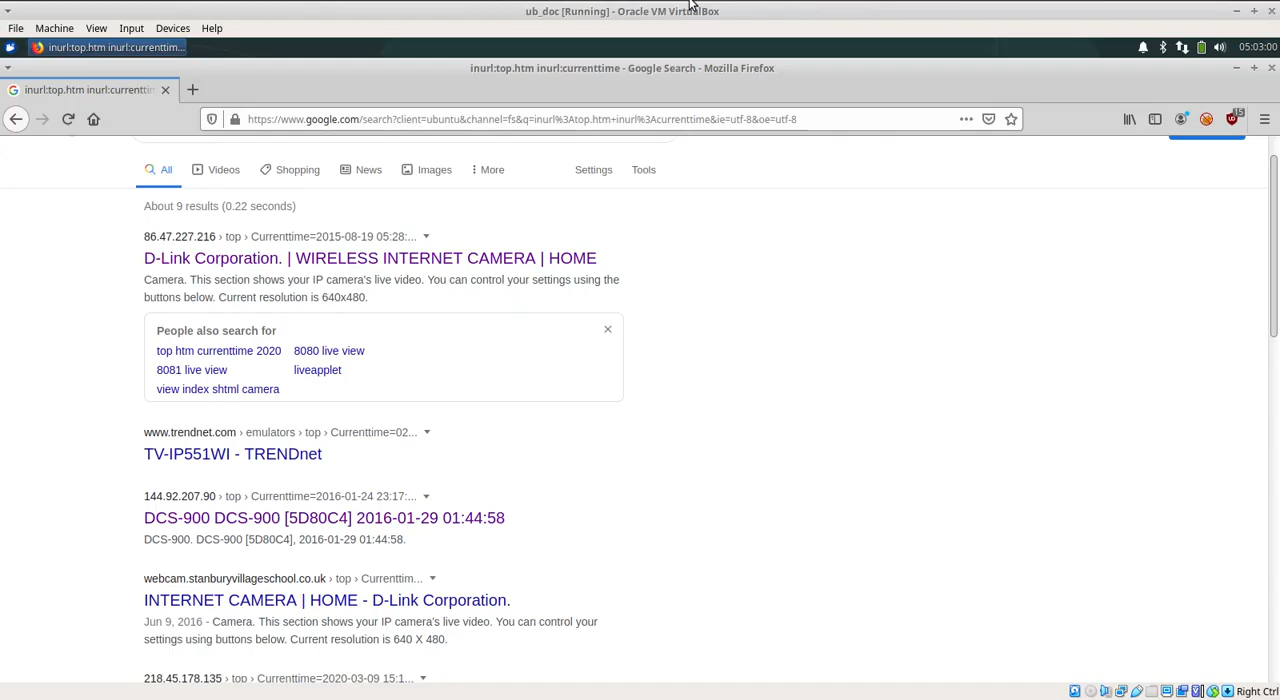 ub_doc [Running] - Oracle VM VirtualBox
File Machine View Input Devices Help
inurl:top.htm inurl:currenttim... 05:03:00
inurl:top.htm inurl:currenttime - Google Search - Mozilla Firefox
inurl:top.htm inurl:currenttim
https://www.google.com/search?client=ubuntu&channel=fs&q=inurl%3Atop.htm+inurl%3Acurrenttime&ie=utf-8&oe=utf-8 15
All Videos Shopping News Images More Settings Tools
About 9 results (0.22 seconds)
86.47.227.216 › top › Currenttime=2015-08-19 05:28:...
D-Link Corporation. | WIRELESS INTERNET CAMERA | HOME
Camera. This section shows your IP camera's live video. You can control your settings using the
buttons below. Current resolution is 640x480.
People also search for
top htm currenttime 2020 8080 live view
8081 live view liveapplet
view index shtml camera
www.trendnet.com › emulators › top › Currenttime=02...
TV-IP551WI - TRENDnet
144.92.207.90 › top › Currenttime=2016-01-24 23:17:...
DCS-900 DCS-900 [5D80C4] 2016-01-29 01:44:58
DCS-900. DCS-900 [5D80C4], 2016-01-29 01:44:58.
webcam.stanburyvillageschool.co.uk › top › Currenttim...
INTERNET CAMERA | HOME - D-Link Corporation.
Jun 9, 2016 - Camera. This section shows your IP camera's live video. You can control your
settings using buttons below. Current resolution is 640 X 480.
218.45.178.135 › top › Currenttime=2020-03-09 15:1...
Right Ctrl